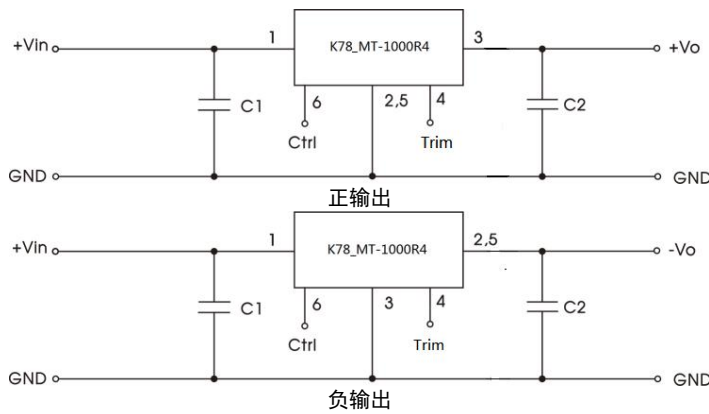 +Vin
1
K78_MT-1000R4
3
+Vo
C1
6
2,5
4
C2
Ctrl
Trim
GND
GND
正输出
+Vin
1
K78_MT-1000R4
2,5
-Vo
C1
6
3
4
C2
Ctrl
Trim
GND
GND
负输出